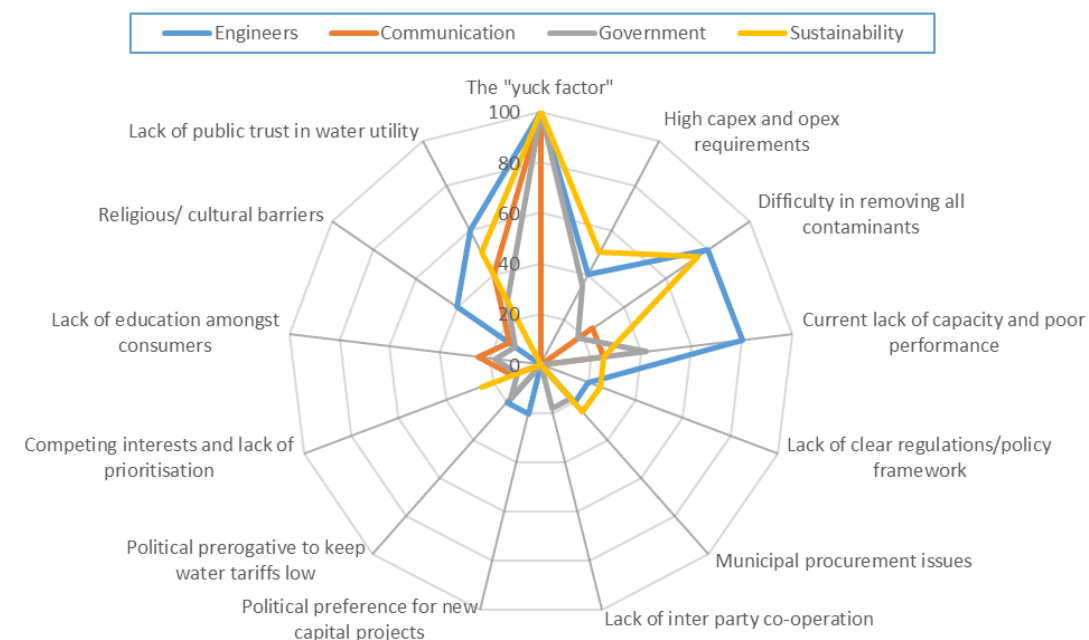 Engineers Communication Government Sustainability
The "yuck factor"
100
80
60
40
20
0
High capex and opex
requirements
Difficulty in removing all
contaminants
Current lack of capacity and poor
performance
Lack of clear regulations/policy
framework
Municipal procurement issues
Lack of inter party co-operation
Political preference for new
capital projects
Political prerogative to keep
water tariffs low
Competing interests and lack of
prioritisation
Lack of education amongst
consumers
Religious/ cultural barriers
Lack of public trust in water utility